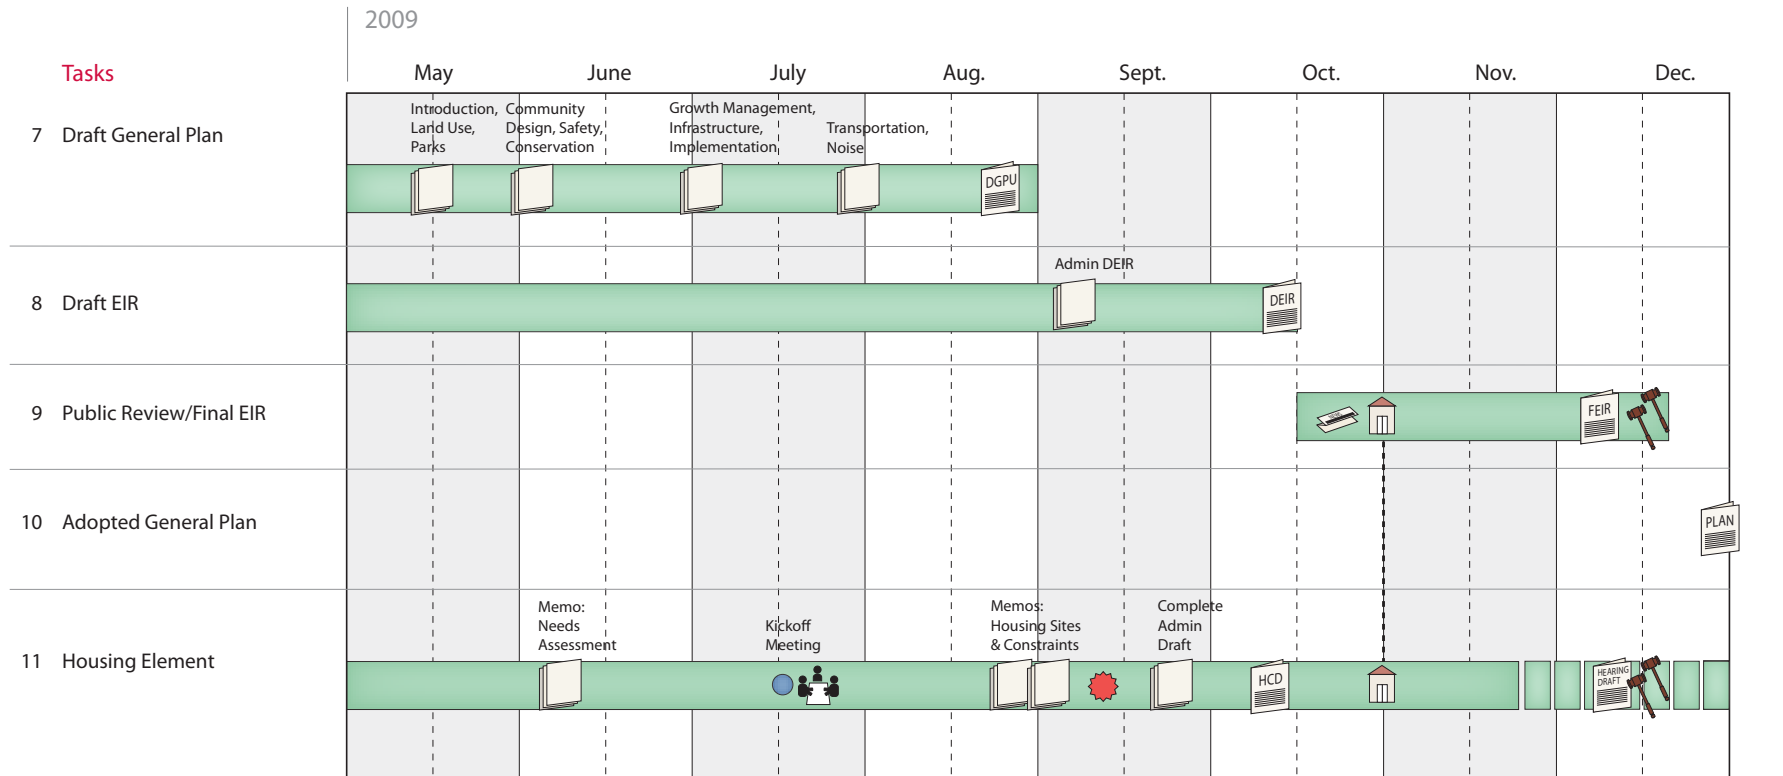 2009
Tasks
May
June
July
Aug.
Sept.
Oct.
Nov.
Dec.
7 Draft General Plan
Introduction,
Land Use,
Parks
Community
Design, Safety,
Conservation
Growth Management,
Infrastructure,
Implementation
Transportation,
Noise
DGPU
8 Draft EIR
Admin DEIR
DEIR
9 Public Review/Final EIR
FEIR
10 Adopted General Plan
PLAN
11 Housing Element
Memo:
Needs
Assessment
Kickoff
Meeting
Memos:
Housing Sites
& Constraints
Complete
Admin
Draft
HCD
HEARING
DRAFT